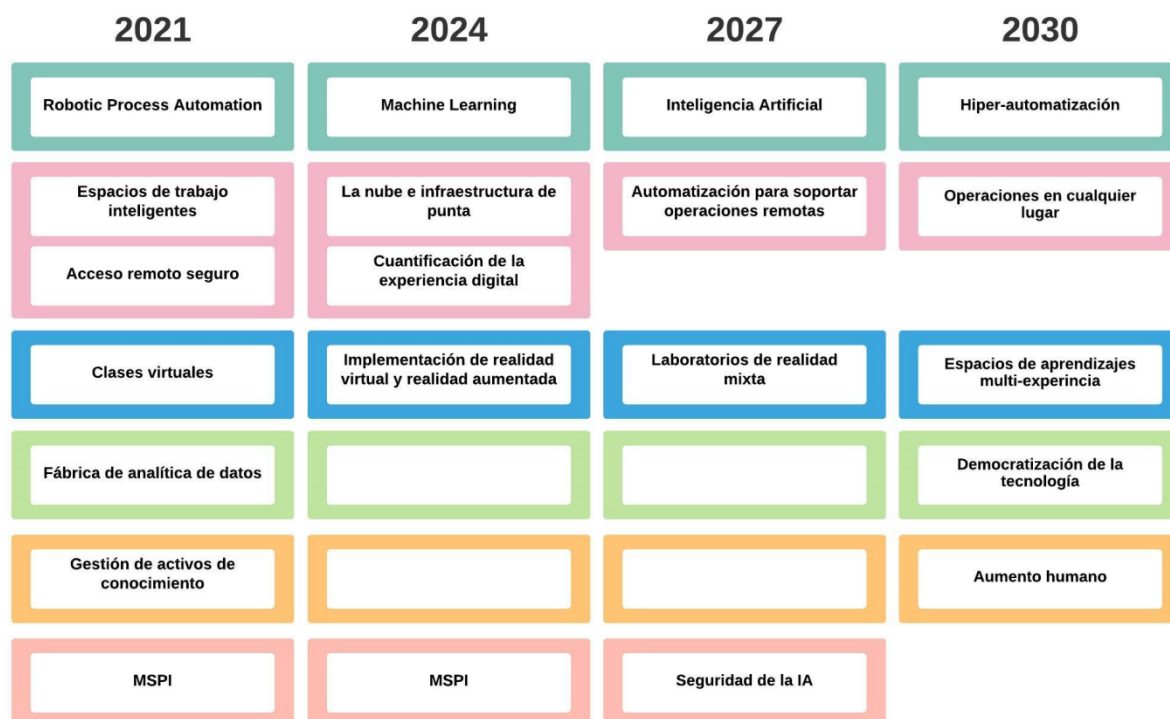 2021
2024
2027
2030
Robotic Process Automation
Machine Learning
Inteligencia Artificial
Hiper-automatización
Espacios de trabajo
inteligentes
La nube e infraestructura de
punta
Automatización para soportar
operaciones remotas
Operaciones en cualquier
lugar
Acceso remoto seguro
Cuantificación de la
experiencia digital
Clases virtuales
Implementación de realidad
virtual y realidad aumentada
Laboratorios de realidad
mixta
Espacios de aprendizajes
multi-experincia
Fábrica de analítica de datos
Democratización de la
tecnología
Gestión de activos de
conocimiento
Aumento humano
MSPI
MSPI
Seguridad de la IA